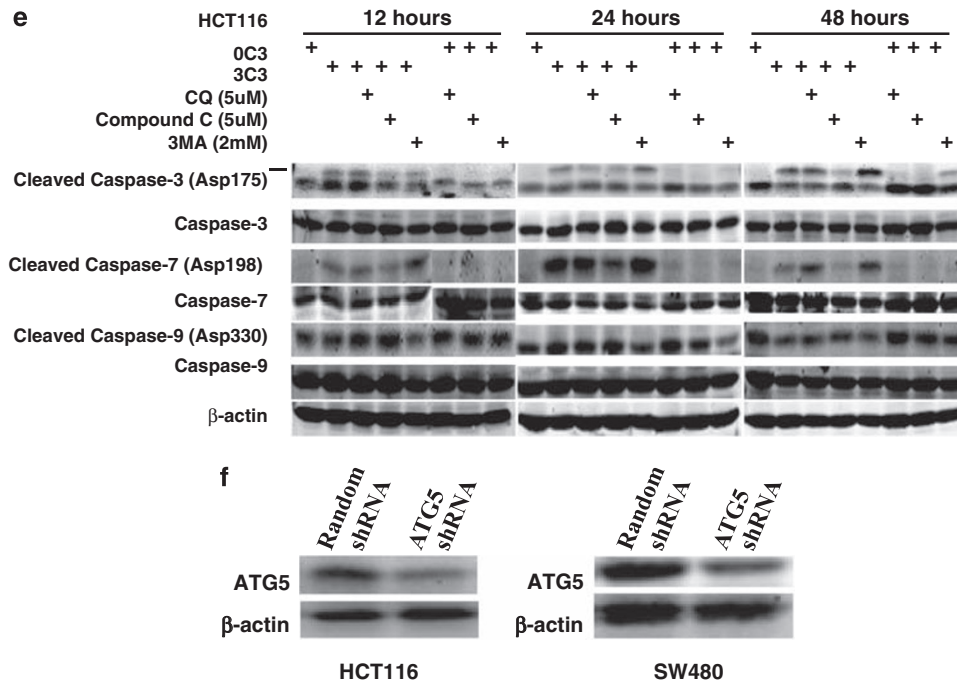 e
HCT116 12 hours 24 hours 48 hours
0C3 + + + + + + + + + + + +
3C3 + + + + + + + + + + + +
CQ (5uM) + + + + + +
Compound C (5uM) + + + + + +
3MA (2mM) + + + + + +
Cleaved Caspase-3 (Asp175)
Caspase-3
Cleaved Caspase-7 (Asp198)
Caspase-7
Cleaved Caspase-9 (Asp330)
Caspase-9
β-actin
f
Random shRNA ATG5 shRNA Random shRNA ATG5 shRNA
ATG5 ATG5
β-actin β-actin
HCT116 SW480